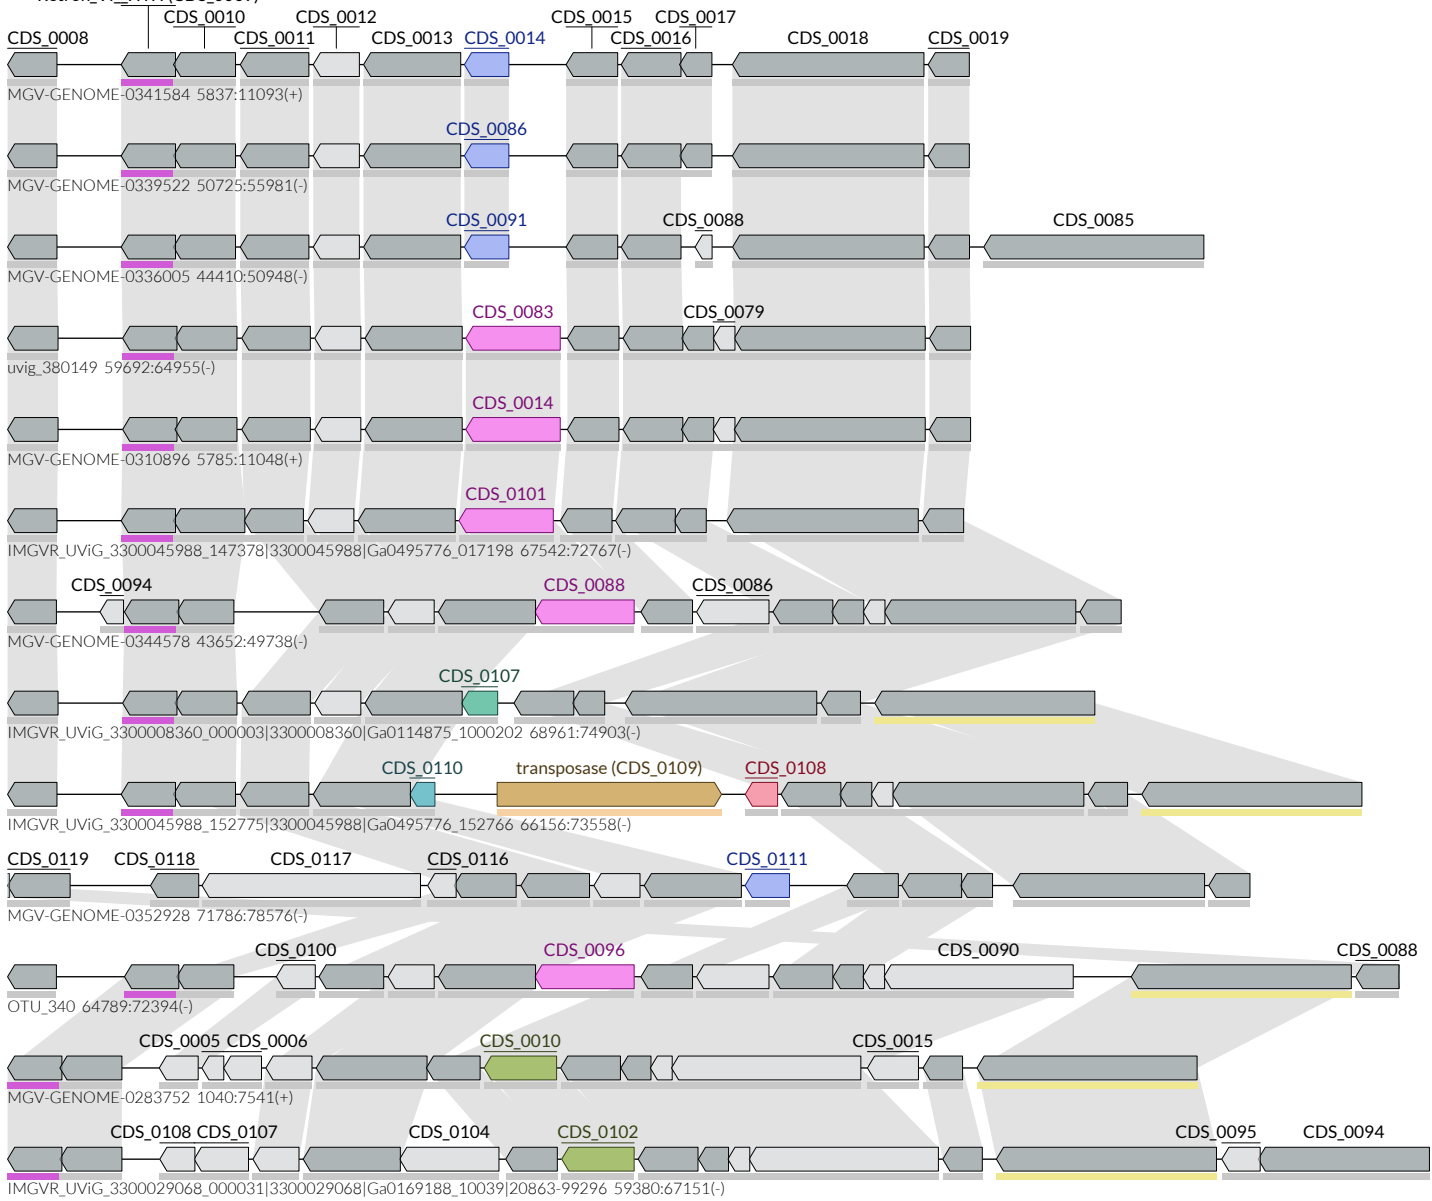 CDS_0010 CDS_0012 CDS_0015 CDS_0017
CDS_0008 CDS_0011 CDS_0013 CDS_0014 CDS_0016 CDS_0018 CDS_0019
MGV-GENOME-0341584 5837:11093(+)
CDS_0086
MGV-GENOME-0339522 50725:55981(-)
CDS_0091 CDS_0088 CDS_0085
MGV-GENOME-0336005 44410:50948(-)
CDS_0083 CDS_0079
uvig_380149 59692:64955(-)
CDS_0014
MGV-GENOME-0310896 5785:11048(+)
CDS_0101
IMGVR_UViG_3300045988_147378|3300045988|Ga0495776_017198 67542:72767(-)
CDS_0094 CDS_0088 CDS_0086
MGV-GENOME-0344578 43652:49738(-)
CDS_0107
IMGVR_UViG_3300008360_000003|3300008360|Ga0114875_1000202 68961:74903(-)
CDS_0110 transposase (CDS_0109) CDS_0108
IMGVR_UViG_3300045988_152775|3300045988|Ga0495776_152766 66156:73558(-)
CDS_0119 CDS_0118 CDS_0117 CDS_0116 CDS_0111
MGV-GENOME-0352928 71786:78576(-)
CDS_0100 CDS_0096 CDS_0090 CDS_0088
OTU_340 64789:72394(-)
CDS_0005 CDS_0006 CDS_0010 CDS_0015
MGV-GENOME-0283752 1040:7541(+)
CDS_0108 CDS_0107 CDS_0104 CDS_0102 CDS_0095 CDS_0094
IMGVR_UViG_3300029068_000031|3300029068|Ga0169188_10039|20863-99296 59380:67151(-)